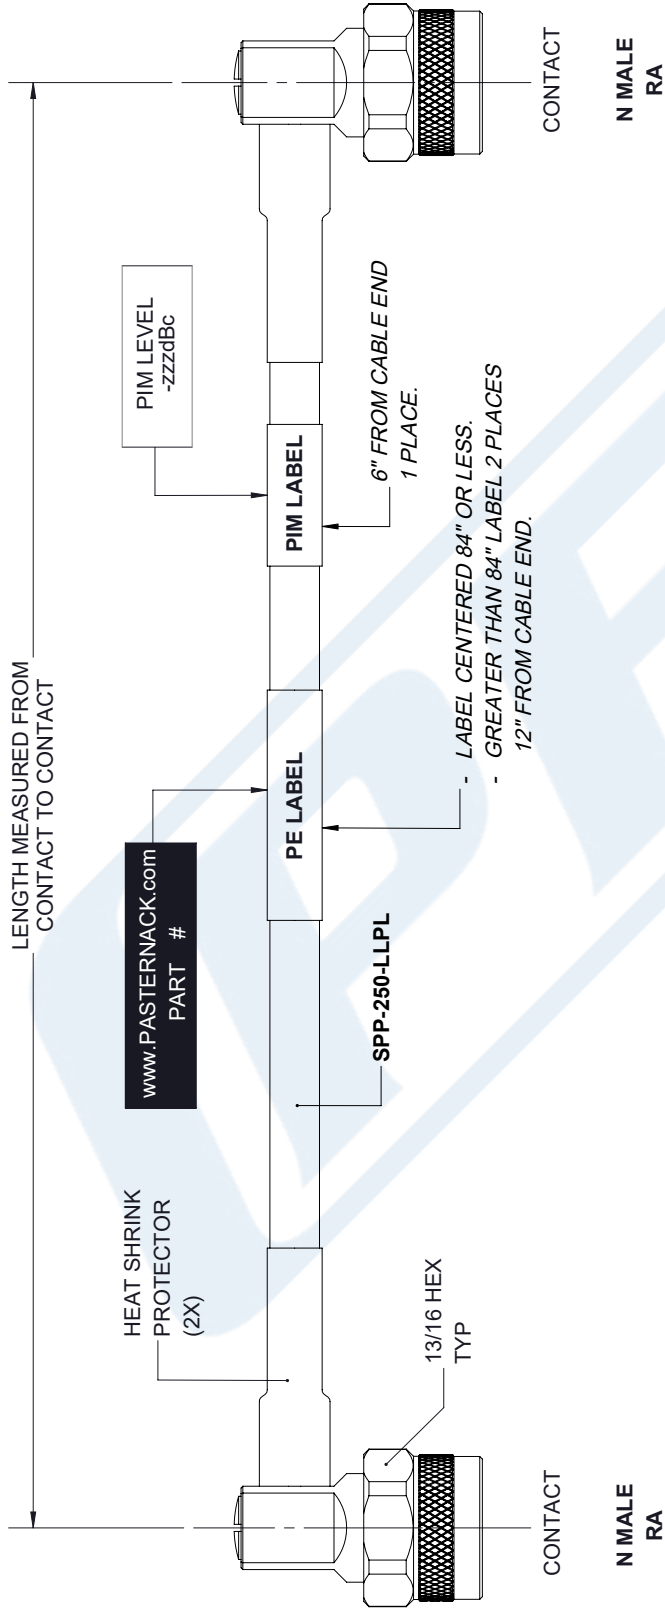 LENGTH MEASURED FROM
CONTACT TO CONTACT
HEAT SHRINK
PROTECTOR
(2X)
www.PASTERNACK.com
PART #
PIM LEVEL
-zzzdBc
PE LABEL
PIM LABEL
SPP-250-LLPL
6" FROM CABLE END
1 PLACE.
- LABEL CENTERED 84" OR LESS.
- GREATER THAN 84" LABEL 2 PLACES
12" FROM CABLE END.
13/16 HEX
TYP
CONTACT
N MALE
RA
CONTACT
N MALE
RA